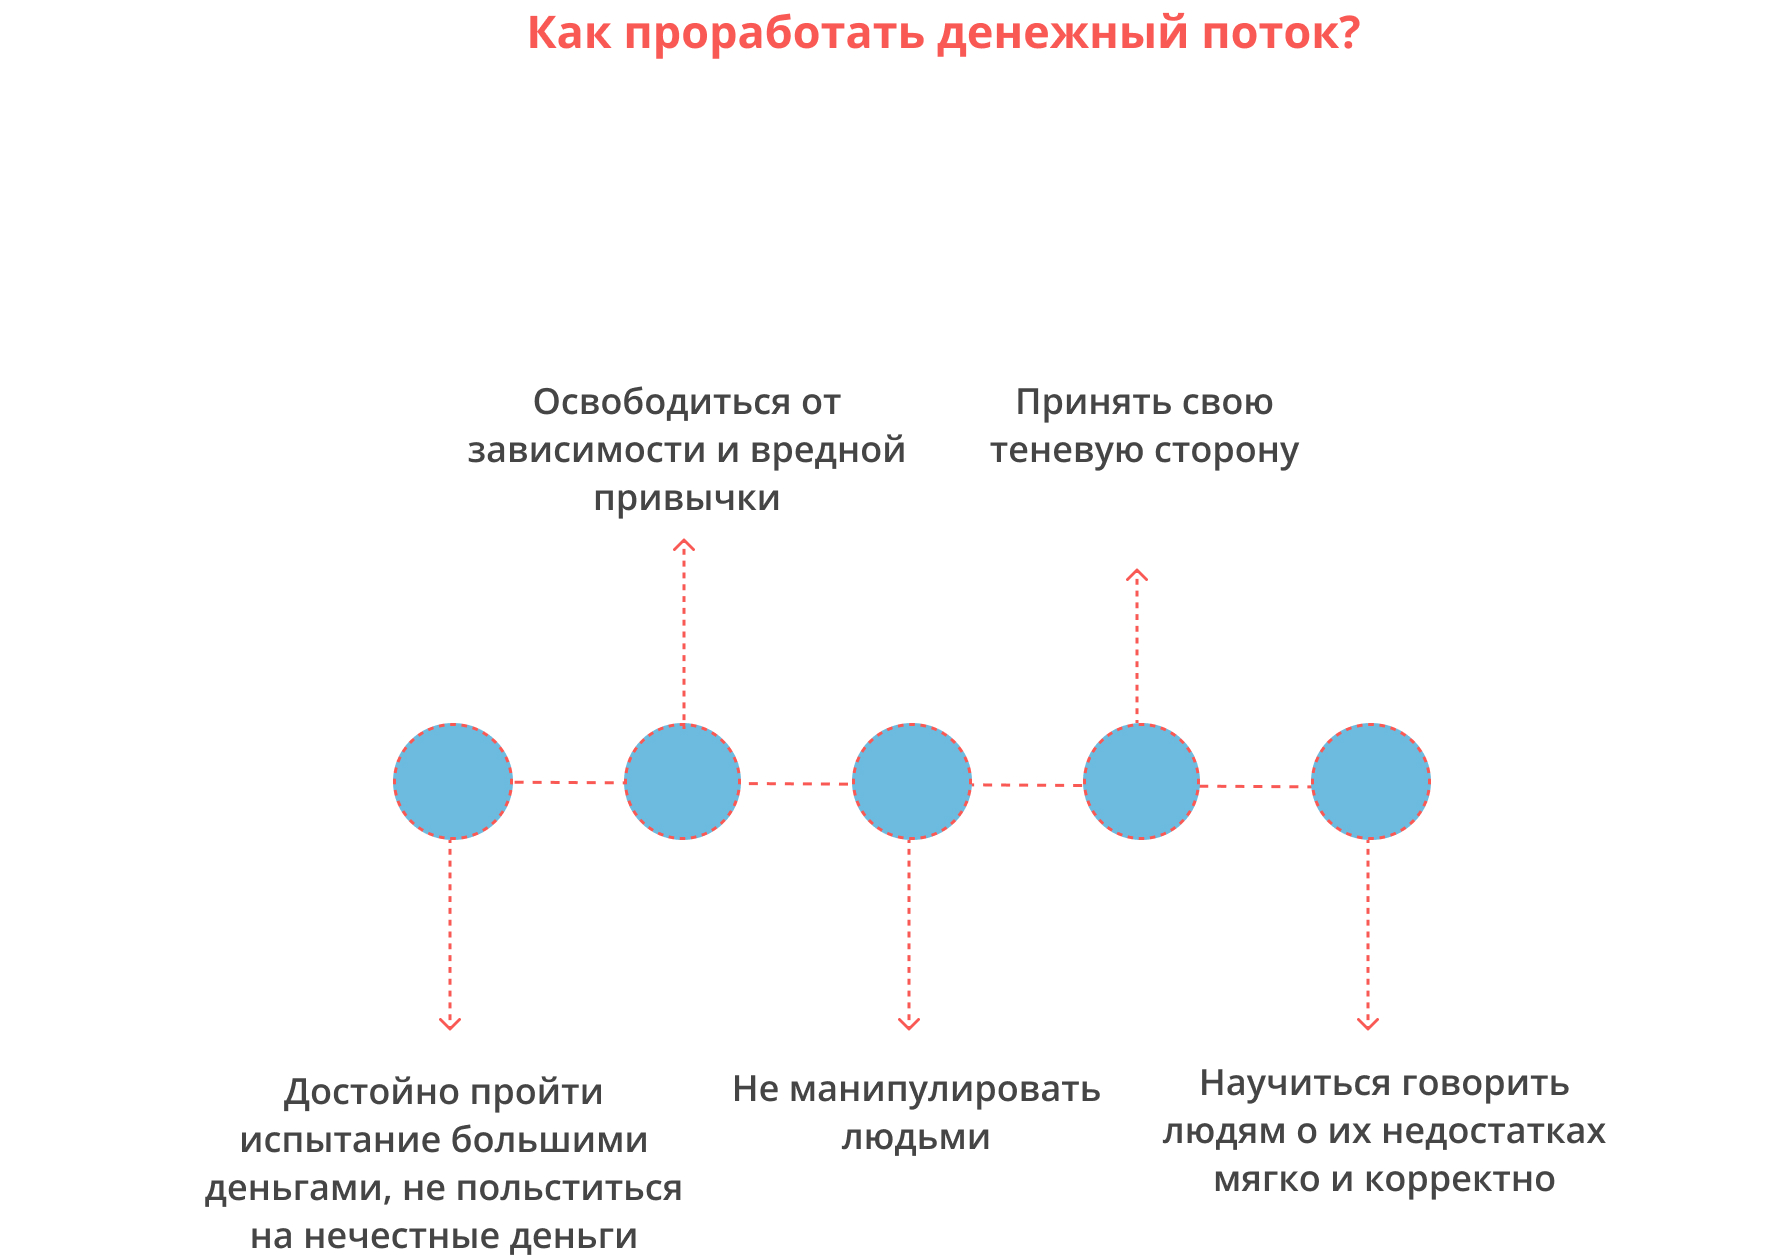 Как проработать денежный поток?
Освободиться от
зависимости и вредной
привычки
Принять свою
теневую сторону
Достойно пройти
испытание большими
деньгами, не польститься
на нечестные деньги
Не манипулировать
людьми
Научиться говорить
людям о их недостатках
мягко и корректно